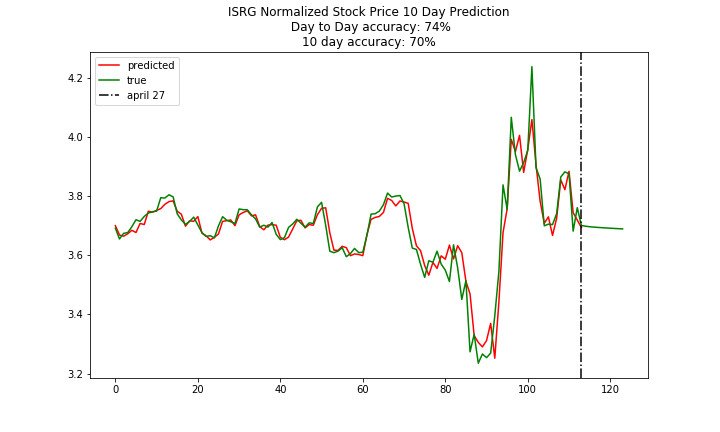 ISRG Normalized Stock Price 10 Day Prediction
Day to Day accuracy: 74%
10 day accuracy: 70%
predicted
true
april 27
4.2
4.0
3.8
3.6
3.4
3.2
0 20 40 60 80 100 120